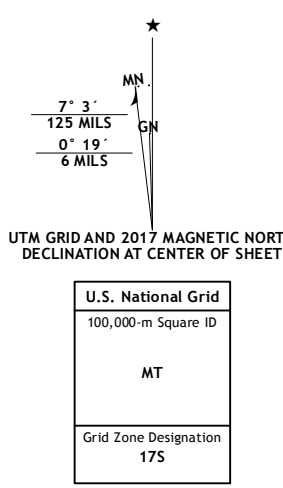 ★
MN
7° 3´
125 MILS
GN
0° 19´
6 MILS
UTM GRID AND 2017 MAGNETIC NORT
DECLINATION AT CENTER OF SHEET
U.S. National Grid
100,000-m Square ID
MT
Grid Zone Designation
17S